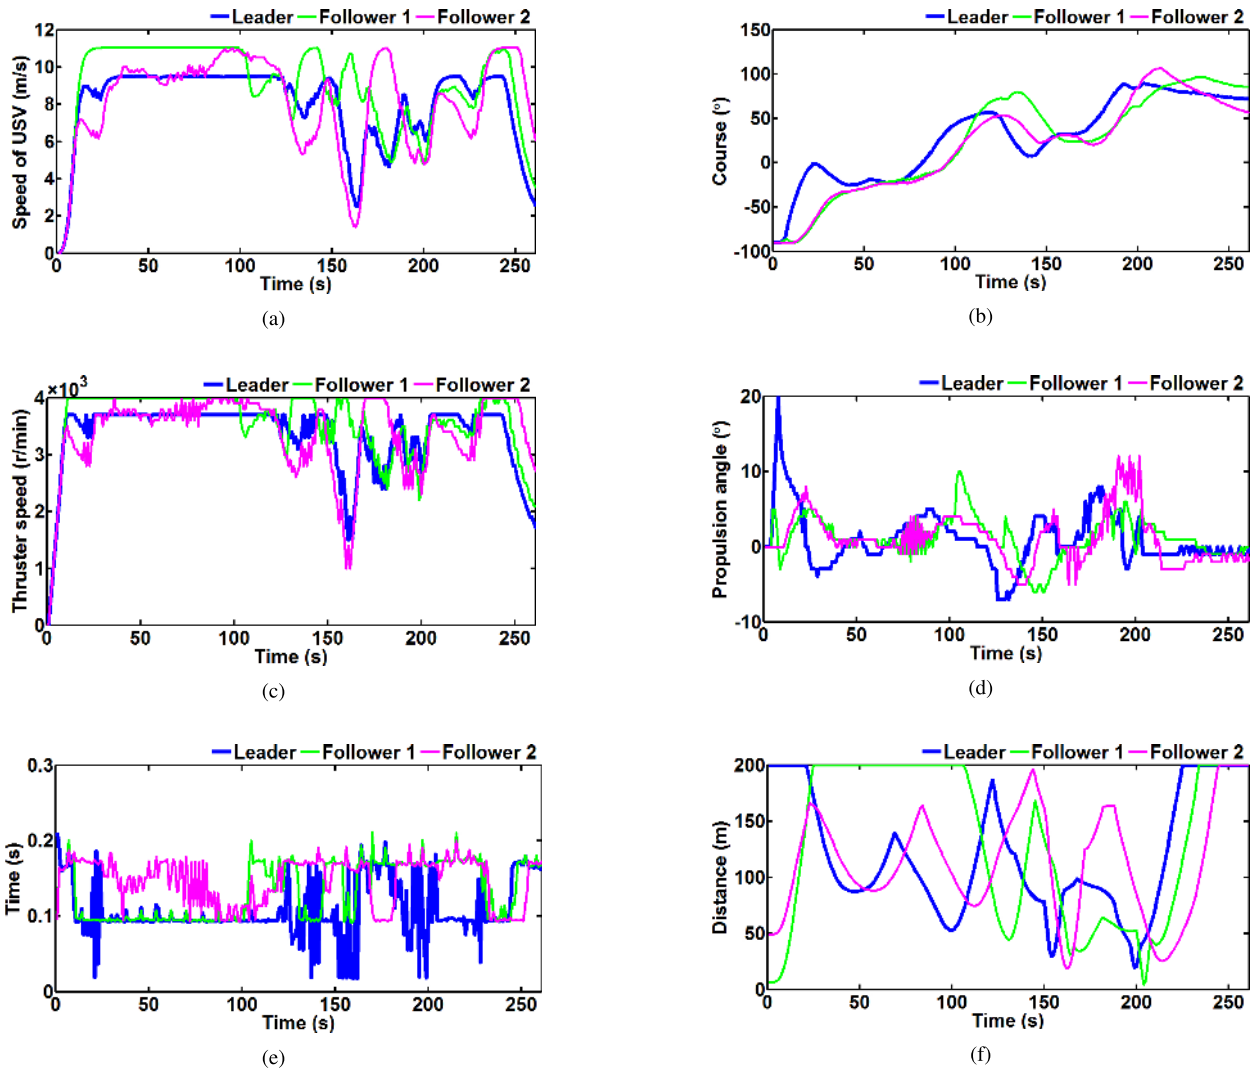 Leader Follower 1 Follower 2
12
10
8
6
4
2
0
Speed of USV (m/s)
0 50 100 150 200 250
Time (s)
(a)
Leader Follower 1 Follower 2
150
100
50
0
-50
-100
Course (°)
0 50 100 150 200 250
Time (s)
(b)
×10³
Leader Follower 1 Follower 2
4
3
2
1
0
Thruster speed (r/min)
0 50 100 150 200 250
Time (s)
(c)
Leader Follower 1 Follower 2
20
10
0
-10
Propulsion angle (°)
0 50 100 150 200 250
Time (s)
(d)
Leader Follower 1 Follower 2
0.3
0.2
0.1
0
Time (s)
0 50 100 150 200 250
Time (s)
(e)
Leader Follower 1 Follower 2
200
150
100
50
0
Distance (m)
0 50 100 150 200 250
Time (s)
(f)